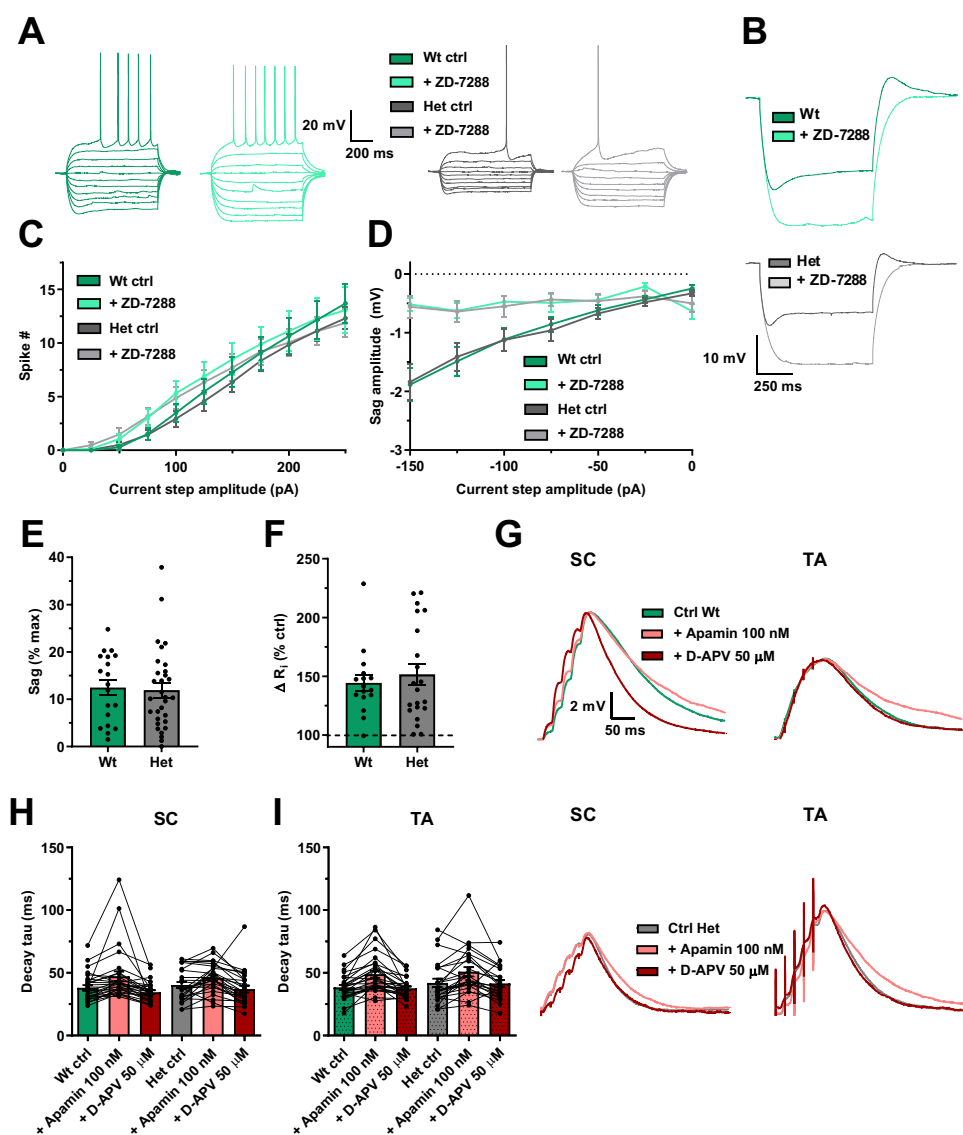 A
Wt ctrl
+ ZD-7288
Het ctrl
+ ZD-7288
20 mV
200 ms
B
Wt
+ ZD-7288
Het
+ ZD-7288
10 mV
250 ms
C
Wt ctrl
+ ZD-7288
Het ctrl
+ ZD-7288
Spike #
15
10
5
0
0
100
200
Current step amplitude (pA)
D
Sag amplitude (mV)
0
-1
-2
-3
Wt ctrl
+ ZD-7288
Het ctrl
+ ZD-7288
-150
-100
-50
0
Current step amplitude (pA)
E
Sag (% max)
40
30
20
10
0
Wt
Het
F
Δ Ri (% ctrl)
250
200
150
100
Wt
Het
G
SC
TA
Ctrl Wt
+ Apamin 100 nM
+ D-APV 50 μM
2 mV
50 ms
SC
TA
Ctrl Het
+ Apamin 100 nM
+ D-APV 50 μM
H
SC
Decay tau (ms)
150
100
50
0
Wt ctrl
+ Apamin 100 nM
+ D-APV 50 μM
Het ctrl
+ Apamin 100 nM
+ D-APV 50 μM
I
TA
Decay tau (ms)
150
100
50
0
Wt ctrl
+ Apamin 100 nM
+ D-APV 50 μM
Het ctrl
+ Apamin 100 nM
+ D-APV 50 μM